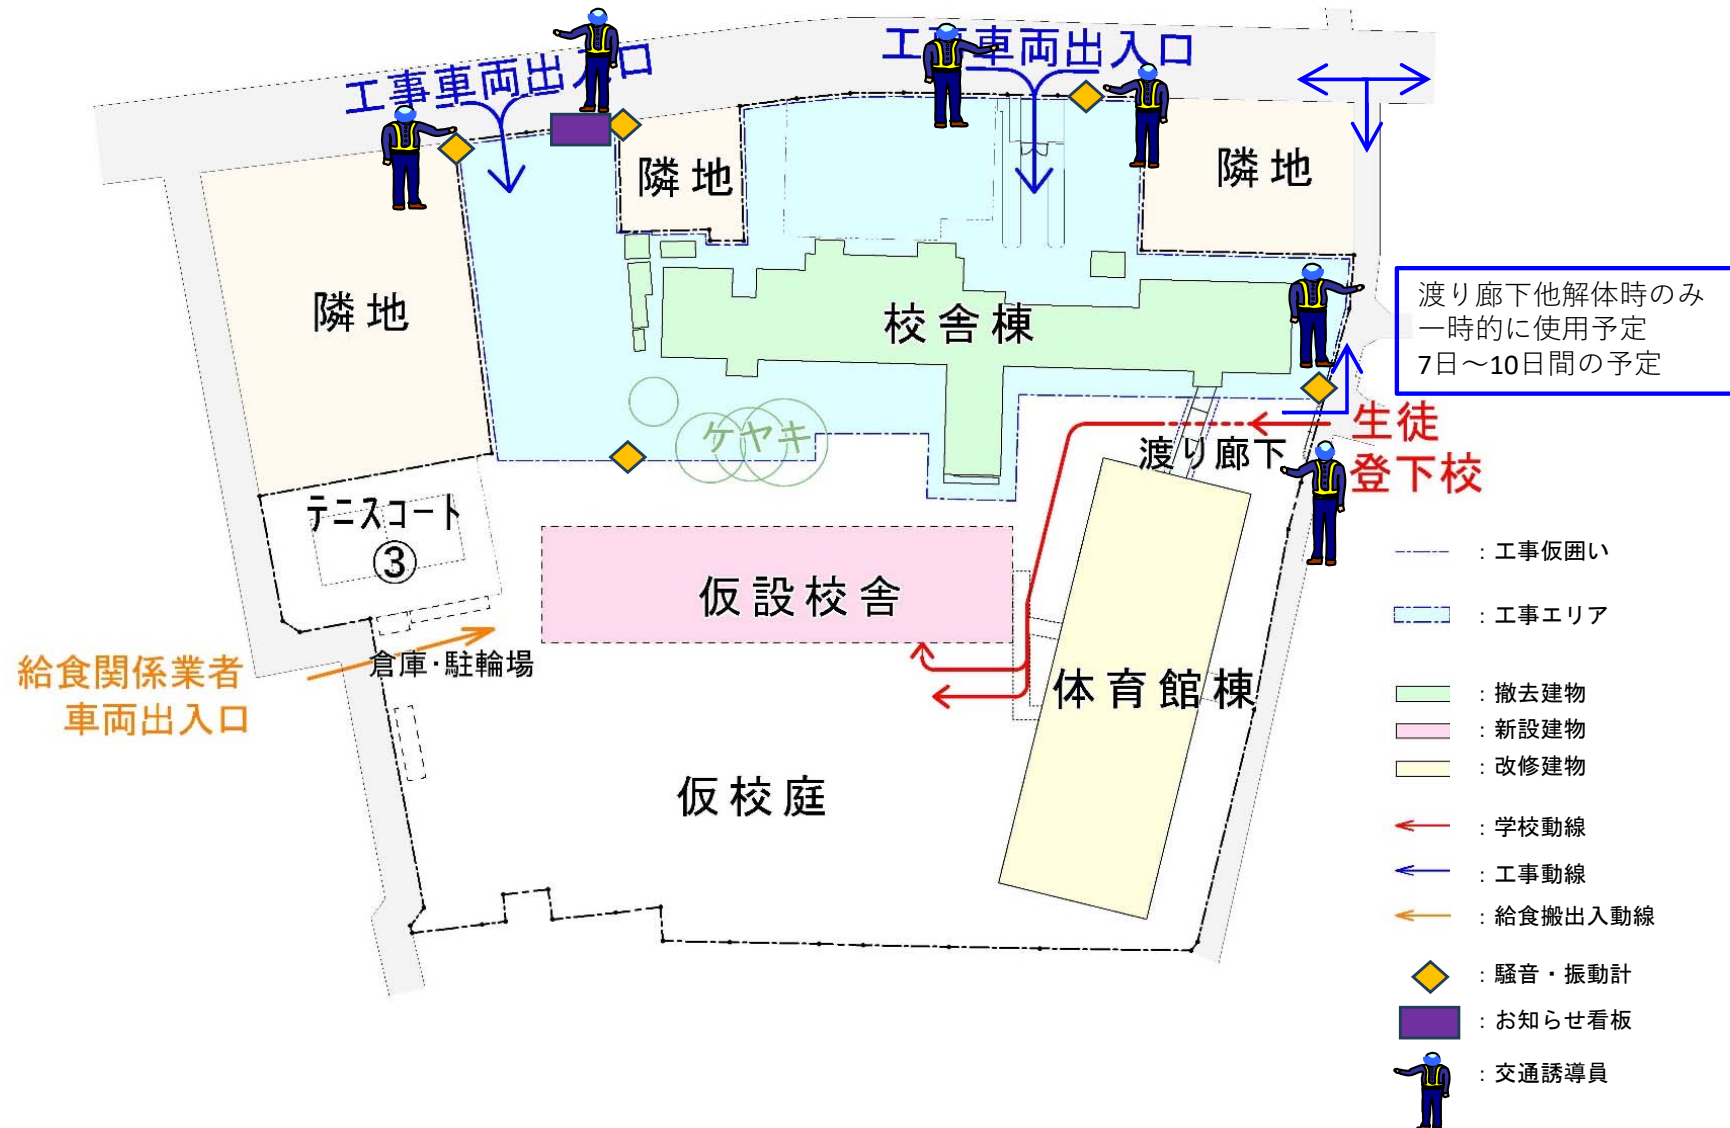 工事車両出入口
工事車両出入口
隣地
隣地
隣地
校舎棟
渡り廊下他解体時のみ
一時的に使用予定
7日～10日間の予定
ケヤキ
渡り廊下
生徒
登下校
テニスコート
③
仮設校舎
倉庫・駐輪場
給食関係業者
車両出入口
体育館棟
仮校庭
：工事仮囲い
：工事エリア
：撤去建物
：新設建物
：改修建物
：学校動線
：工事動線
：給食搬出入動線
：騒音・振動計
：お知らせ看板
：交通誘導員